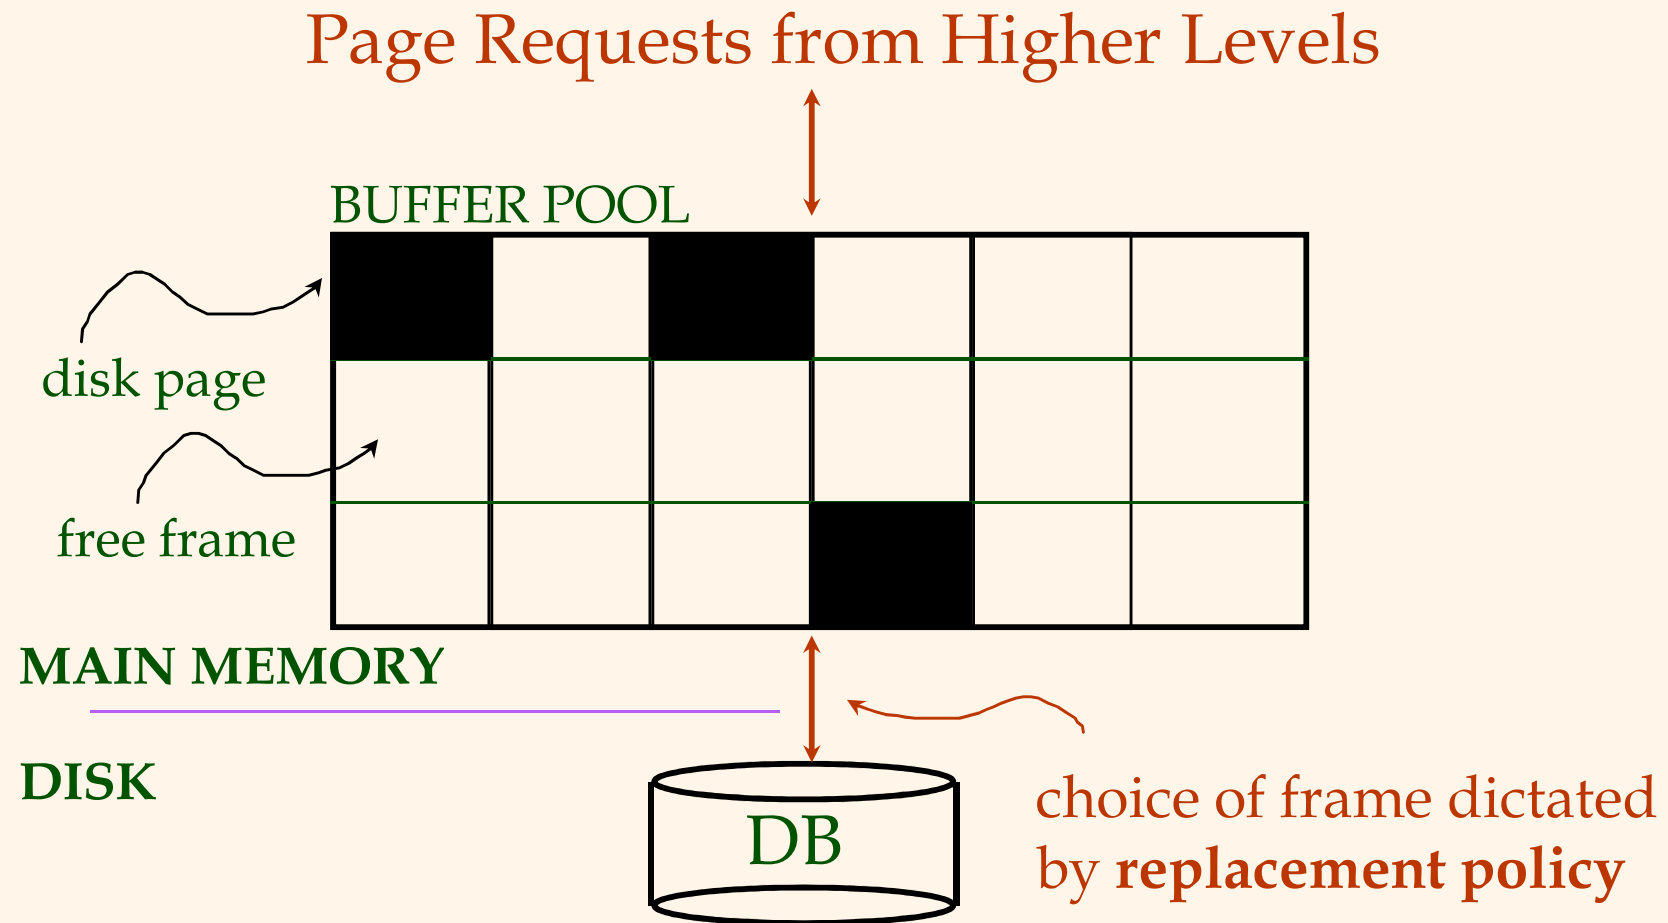 Page Requests from Higher Levels
BUFFER POOL
disk page
free frame
MAIN MEMORY
DISK
DB
choice of frame dictated
by replacement policy